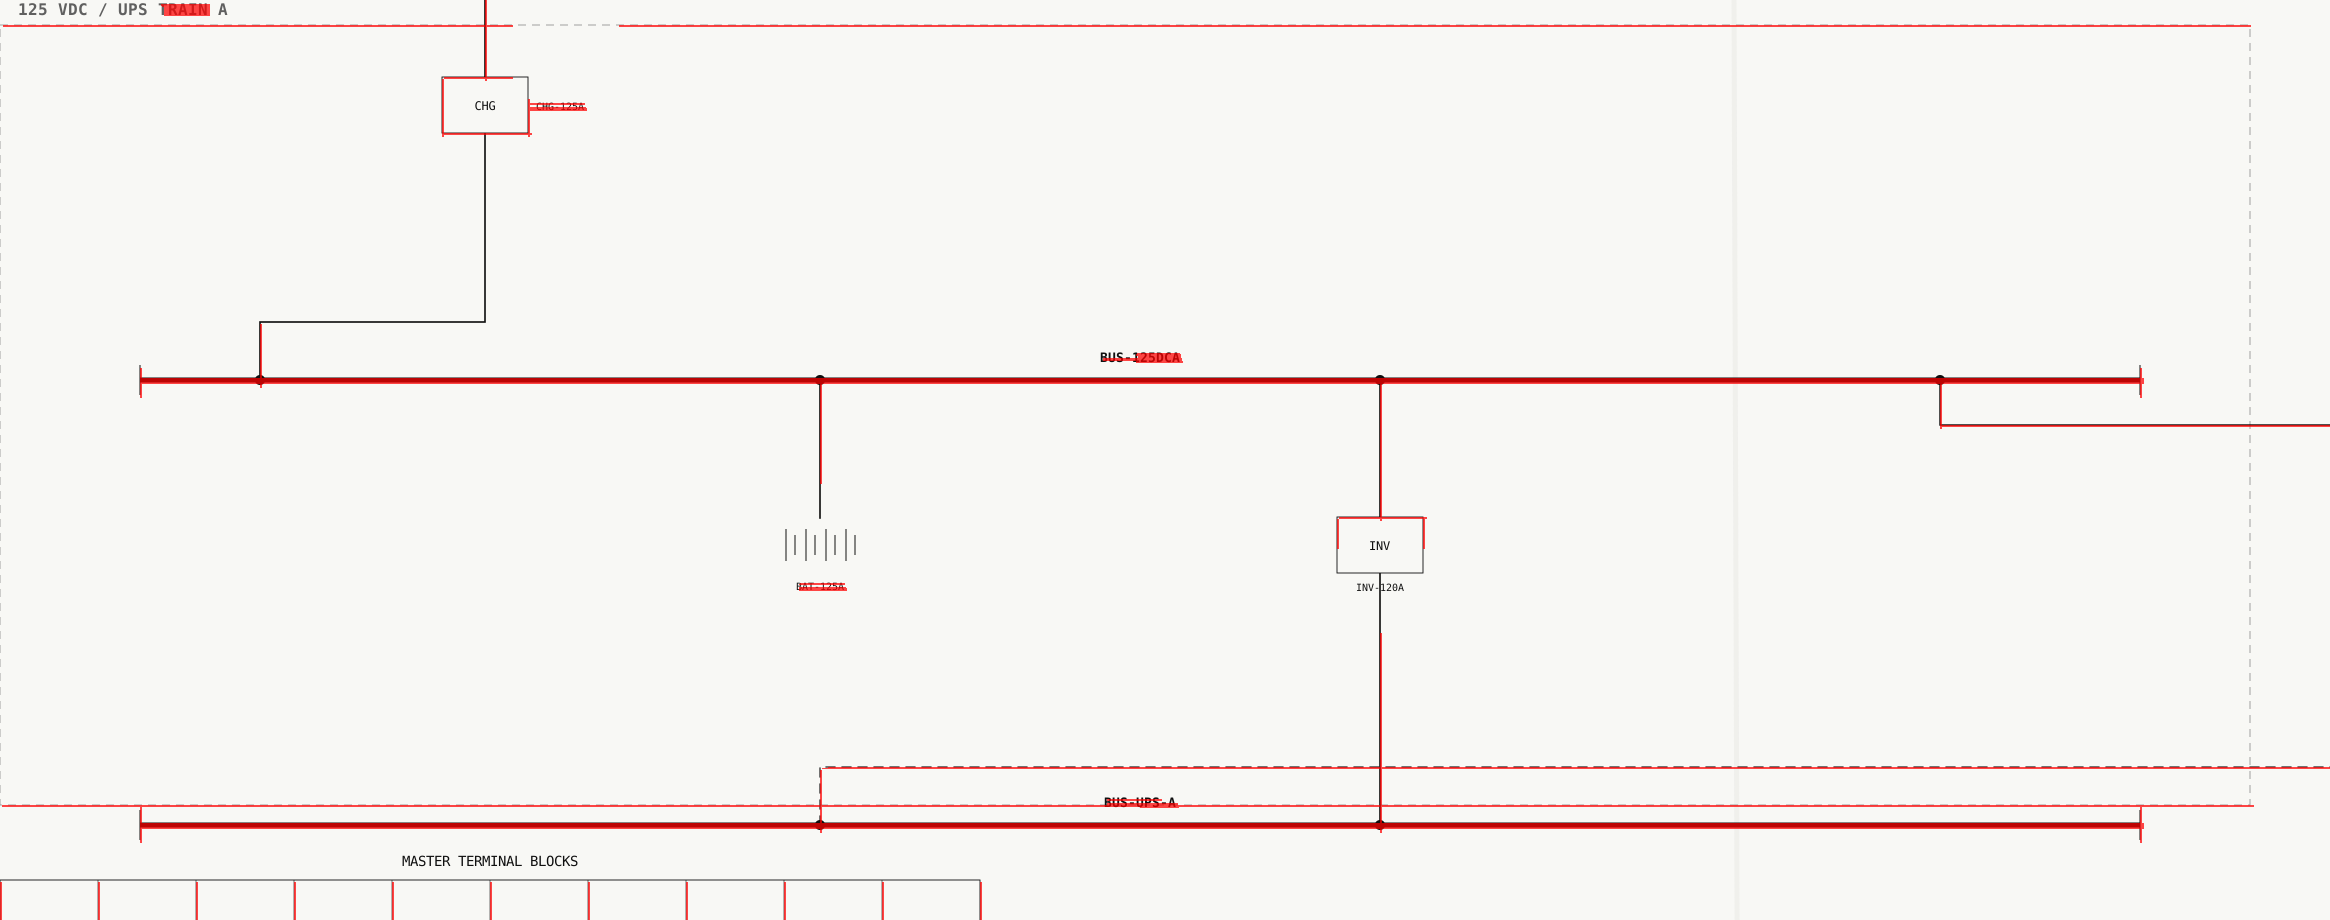 125 VDC / UPS TRAIN A
CHG
CHG-125A
BUS-125DCA
INV
BAT-125A
INV-120A
BUS-UPS-A
MASTER TERMINAL BLOCKS